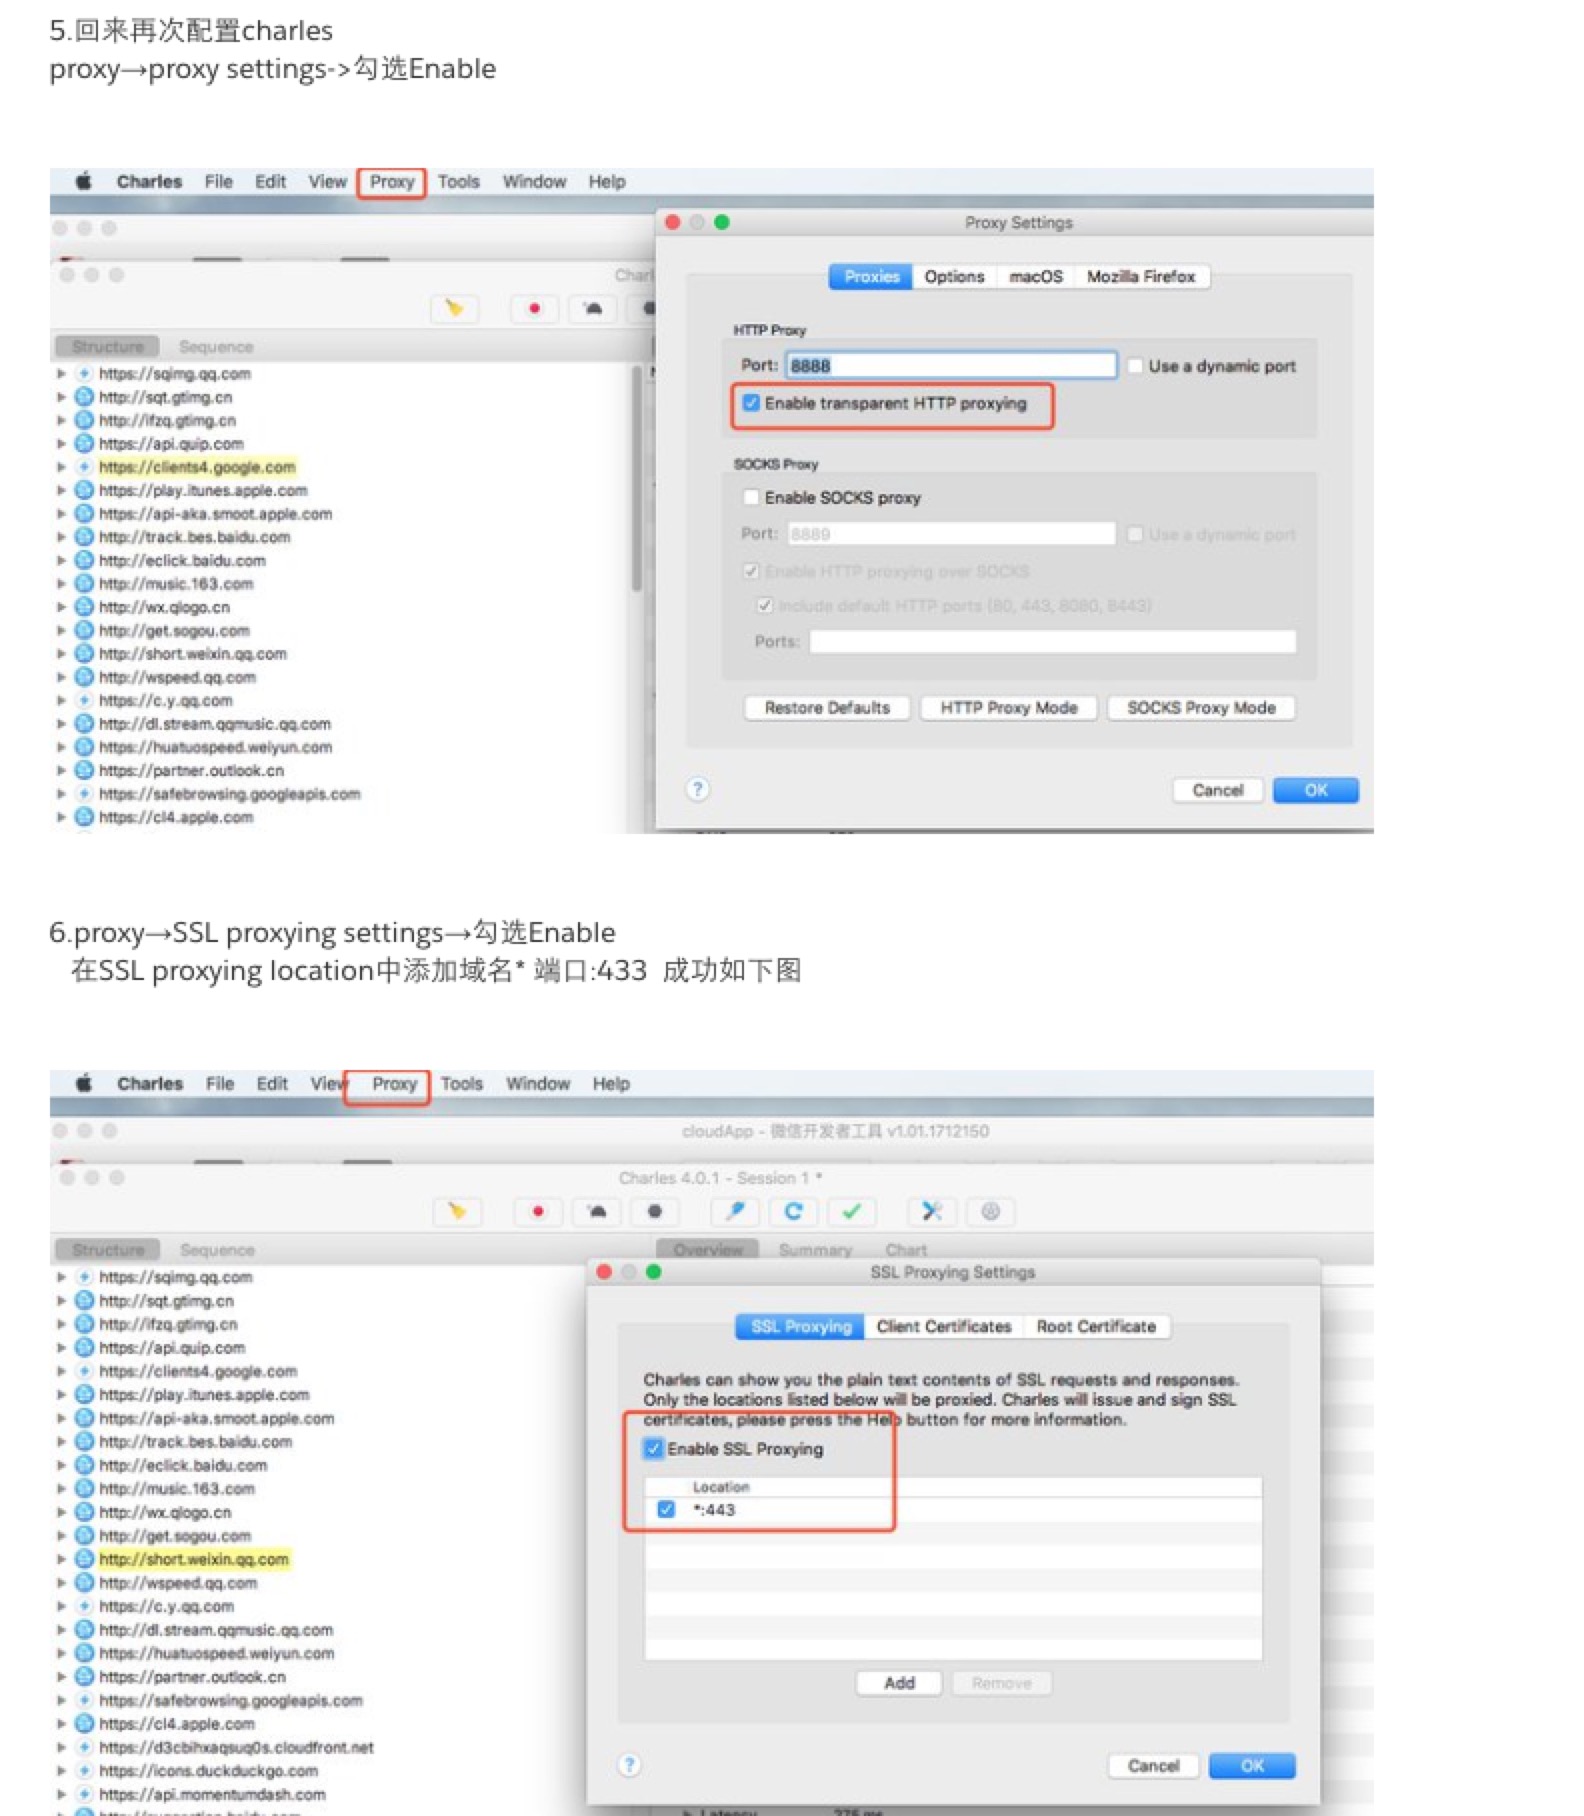 5.回来再次配置charles
proxy→proxy settings->勾选Enable
Charles File Edit View Proxy Tools Window Help
Proxy Settings
Charl
Proxies Options macOS Mozilla Firefox
Structure Sequence
HTTP Proxy
Port: 8888 Use a dynamic port
Enable transparent HTTP proxying
SOCKS Proxy
Enable SOCKS proxy
Port: 8889 Use a dynamic port
Enable HTTP proxying over SOCKS
Include default HTTP ports (80, 443, 8080, 8443)
Ports:
Restore Defaults HTTP Proxy Mode SOCKS Proxy Mode
? Cancel OK
https://sqimg.qq.com
http://sqt.gtimg.cn
http://ifzq.gtimg.cn
https://api.quip.com
https://clients4.google.com
https://play.itunes.apple.com
https://api-aka.smoot.apple.com
http://track.bes.baidu.com
http://eclick.baidu.com
http://music.163.com
http://wx.qlogo.cn
http://get.sogou.com
http://short.weixin.qq.com
http://wspeed.qq.com
https://c.y.qq.com
http://dl.stream.qqmusic.qq.com
https://huatuospeed.weiyun.com
https://partner.outlook.cn
https://safebrowsing.googleapis.com
https://cl4.apple.com
6.proxy→SSL proxying settings→勾选Enable
在SSL proxying location中添加域名* 端口:433 成功如下图
Charles File Edit View Proxy Tools Window Help
cloudApp - 微信开发者工具 v1.01.1712150
Charles 4.0.1 - Session 1 *
Structure Sequence
Overview Summary Chart
SSL Proxying Settings
SSL Proxying Client Certificates Root Certificate
Charles can show you the plain text contents of SSL requests and responses.
Only the locations listed below will be proxied. Charles will issue and sign SSL
certificates, please press the Help button for more information.
Enable SSL Proxying
Location
*:443
Add Remove
? Cancel OK
https://sqimg.qq.com
http://sqt.gtimg.cn
http://ifzq.gtimg.cn
https://api.quip.com
https://clients4.google.com
https://play.itunes.apple.com
https://api-aka.smoot.apple.com
http://track.bes.baidu.com
http://eclick.baidu.com
http://music.163.com
http://wx.qlogo.cn
http://get.sogou.com
http://short.weixin.qq.com
http://wspeed.qq.com
https://c.y.qq.com
http://dl.stream.qqmusic.qq.com
https://huatuospeed.weiyun.com
https://partner.outlook.cn
https://safebrowsing.googleapis.com
https://cl4.apple.com
https://d3cbihxaqsuq0s.cloudfront.net
https://icons.duckduckgo.com
https://api.momentumdash.com
Latency 275 ms